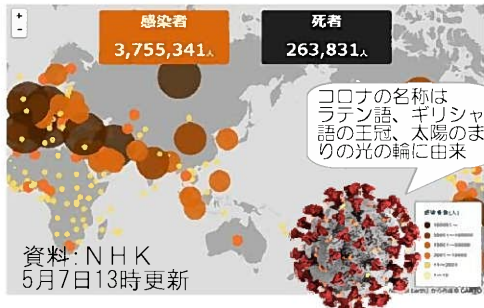 +
-
感染者
3,755,341人
死者
263,831人
コロナの名称は
ラテン語、ギリシャ
語の王冠、太陽のま
りの光の輪に由来
資料:NHK
5月7日13時更新